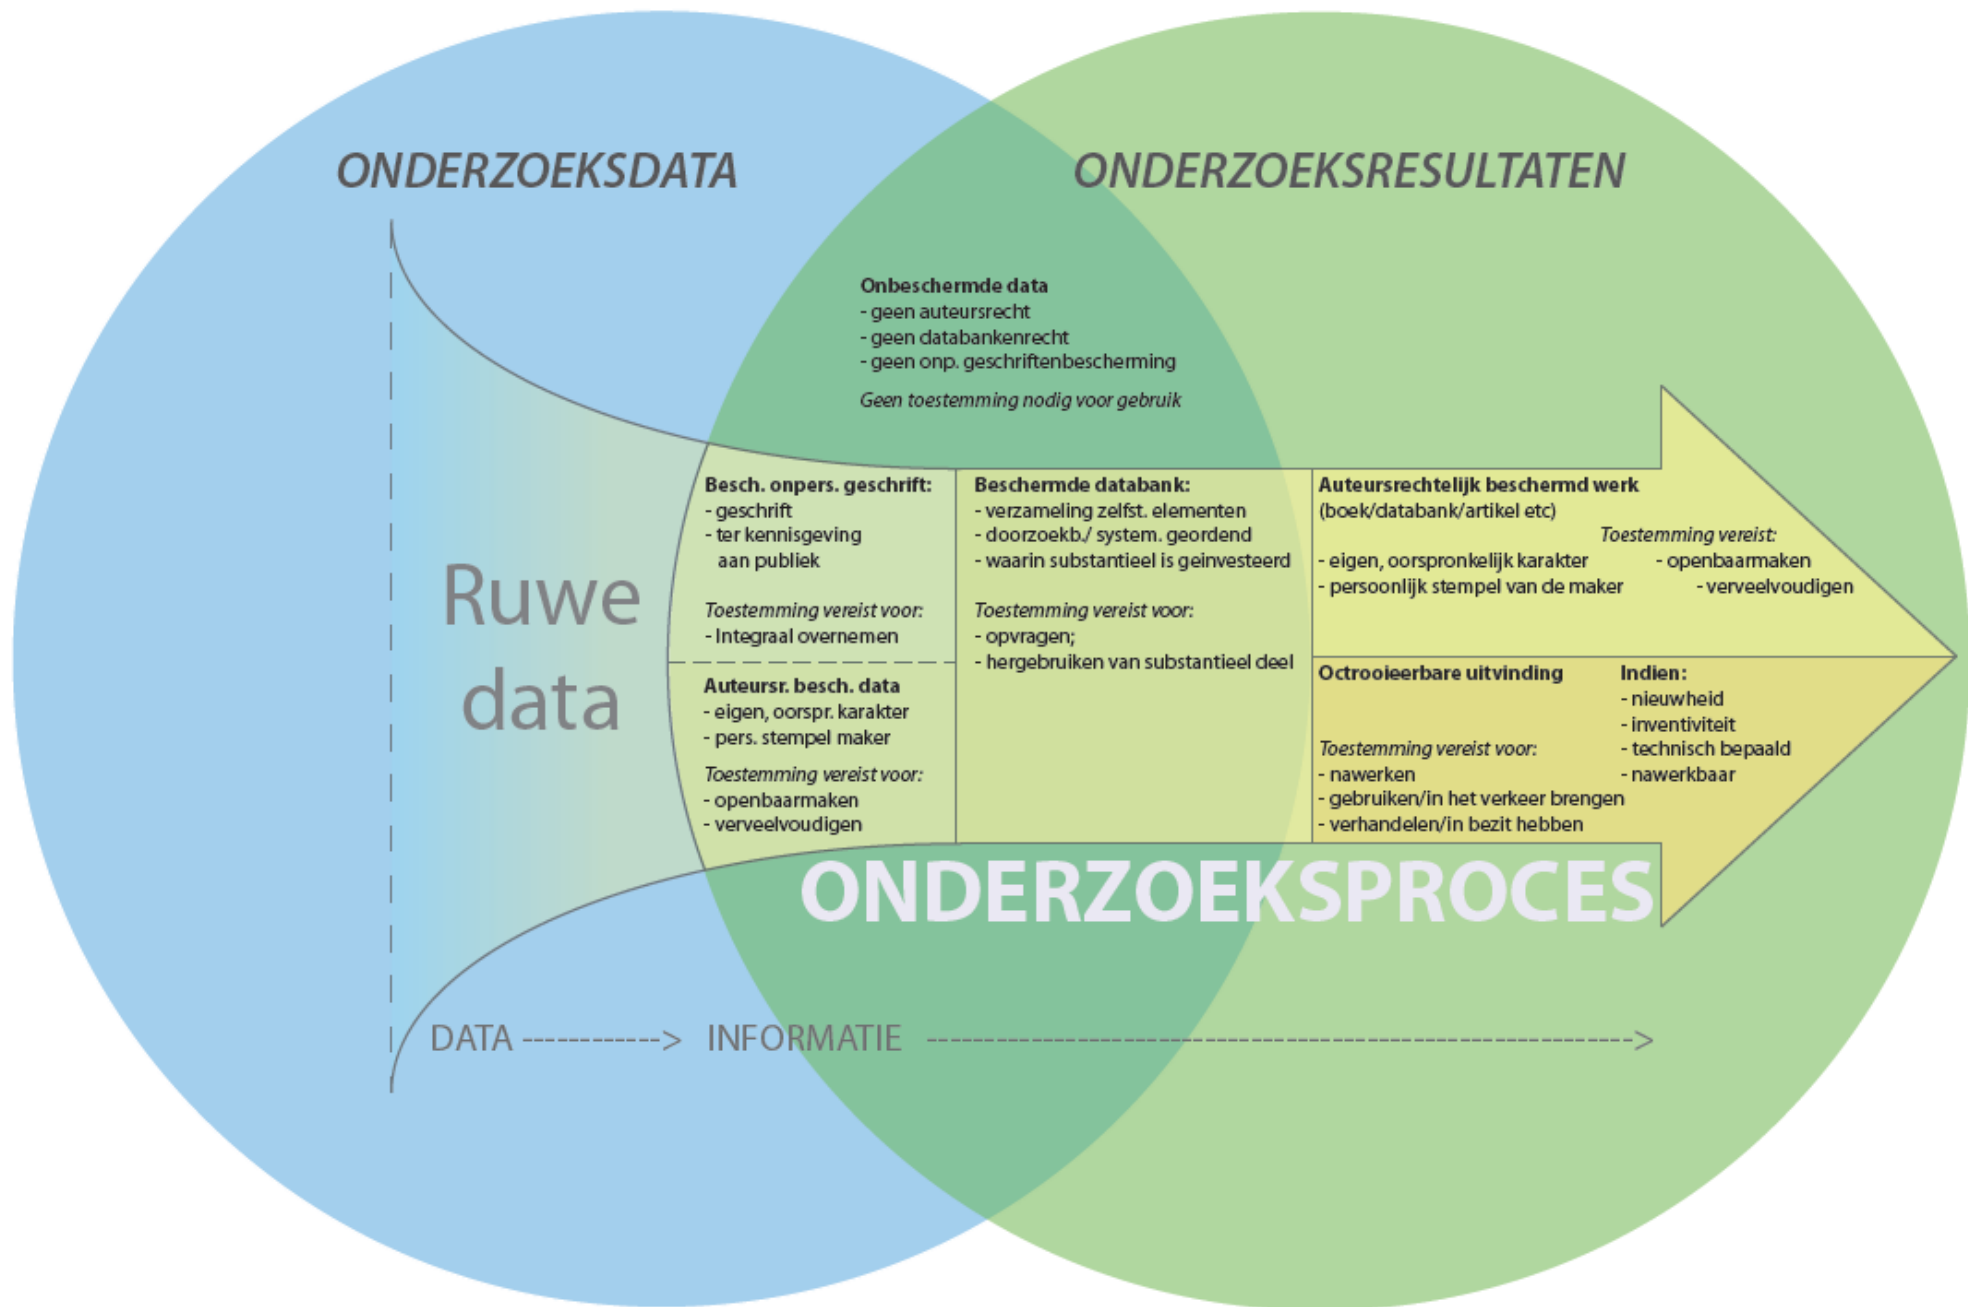 ONDERZOEKSDATA
ONDERZOEKSRESULTATEN
Onbeschermde data
- geen auteursrecht
- geen databankenrecht
- geen onp. geschriftenbescherming
Geen toestemming nodig voor gebruik
Ruwe
data
Besch. onpers. geschrift:
- geschrift
- ter kennisgeving
aan publiek
Toestemming vereist voor:
- Integraal overnemen
Auteursr. besch. data
- eigen, oorspr. karakter
- pers. stempel maker
Toestemming vereist voor:
- openbaarmaken
- verveelvoudigen
Beschermde databank:
- verzameling zelfst. elementen
- doorzoekb./ system. geordend
- waarin substantieel is geinvesteerd
Toestemming vereist voor:
- opvragen;
- hergebruiken van substantieel deel
Auteursrechtelijk beschermd werk
(boek/databank/artikel etc)
- eigen, oorspronkelijk karakter
- persoonlijk stempel van de maker
Toestemming vereist:
- openbaarmaken
- verveelvoudigen
Octrooieerbare uitvinding
Toestemming vereist voor:
- nawerken
- gebruiken/in het verkeer brengen
- verhandelen/in bezit hebben
Indien:
- nieuwheid
- inventiviteit
- technisch bepaald
- nawerkbaar
ONDERZOEKSPROCES
DATA ------------> INFORMATIE ------------------------------------------------------------->